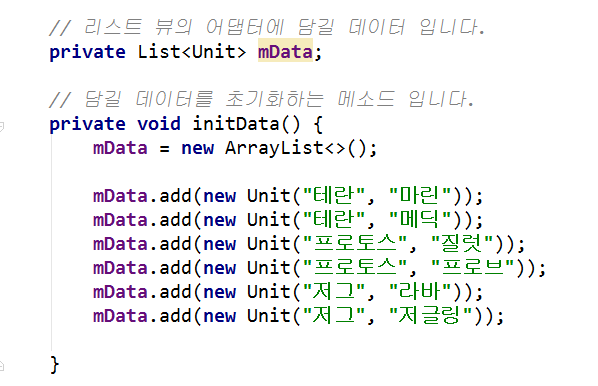 // 리스트 뷰의 어댑터에 담길 데이터 입니다.
private List<Unit> mData;
// 담길 데이터를 초기화하는 메소드 입니다.
private void initData() {
mData = new ArrayList<>();
mData.add(new Unit("테란", "마린"));
mData.add(new Unit("테란", "메딕"));
mData.add(new Unit("프로토스", "질럿"));
mData.add(new Unit("프로토스", "프로브"));
mData.add(new Unit("저그", "라바"));
mData.add(new Unit("저그", "저글링"));
}